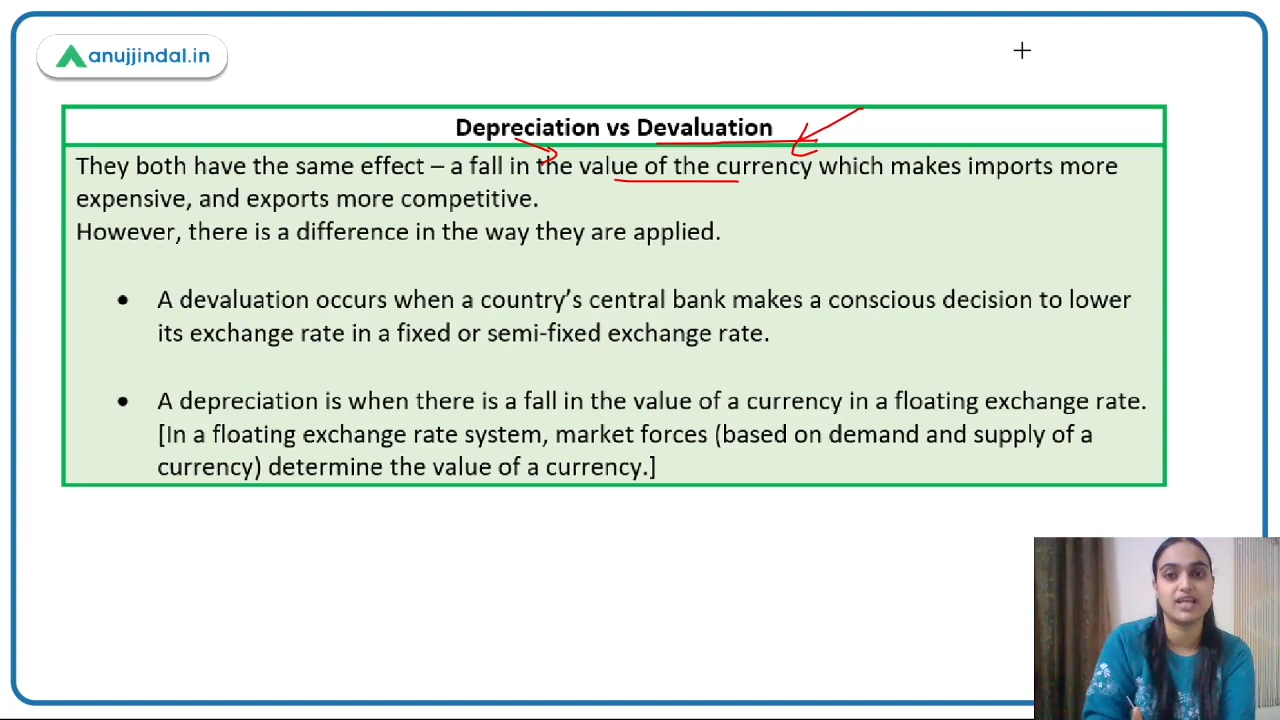 anujjindal.in
Depreciation vs Devaluation
They both have the same effect – a fall in the value of the currency which makes imports more
expensive, and exports more competitive.
However, there is a difference in the way they are applied.
• A devaluation occurs when a country’s central bank makes a conscious decision to lower
its exchange rate in a fixed or semi-fixed exchange rate.
• A depreciation is when there is a fall in the value of a currency in a floating exchange rate.
[In a floating exchange rate system, market forces (based on demand and supply of a
currency) determine the value of a currency.]